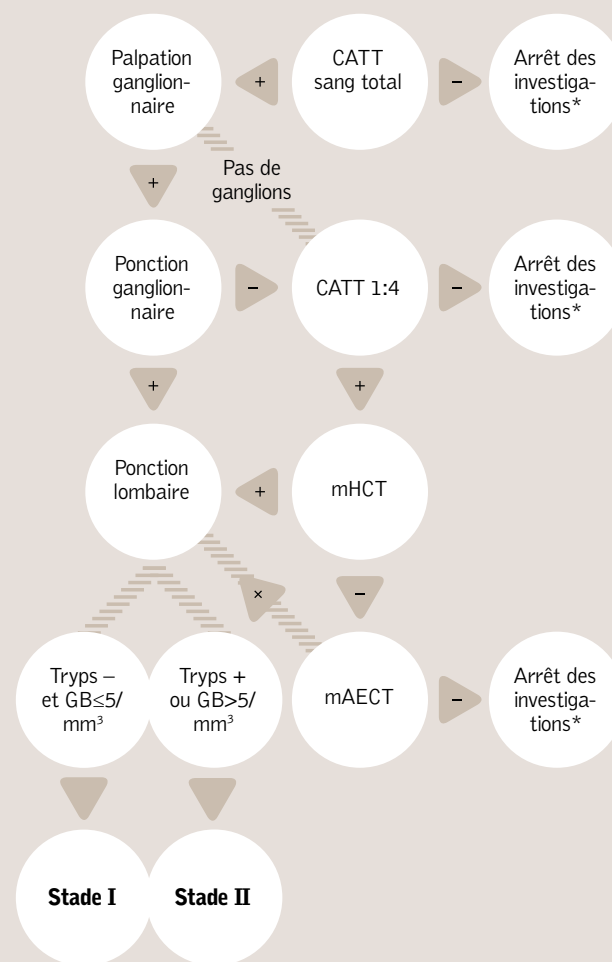 Palpation
ganglion-
naire
+
CATT
sang total
–
Arrêt des
investiga-
tions*
+
Pas de
ganglions
Ponction
ganglion-
naire
–
CATT 1:4
–
Arrêt des
investiga-
tions*
+
+
Ponction
lombaire
+
mHCT
×
–
Tryps –
et GB≤5/
mm³
Tryps +
ou GB>5/
mm³
mAECT
–
Arrêt des
investiga-
tions*
Stade I
Stade II